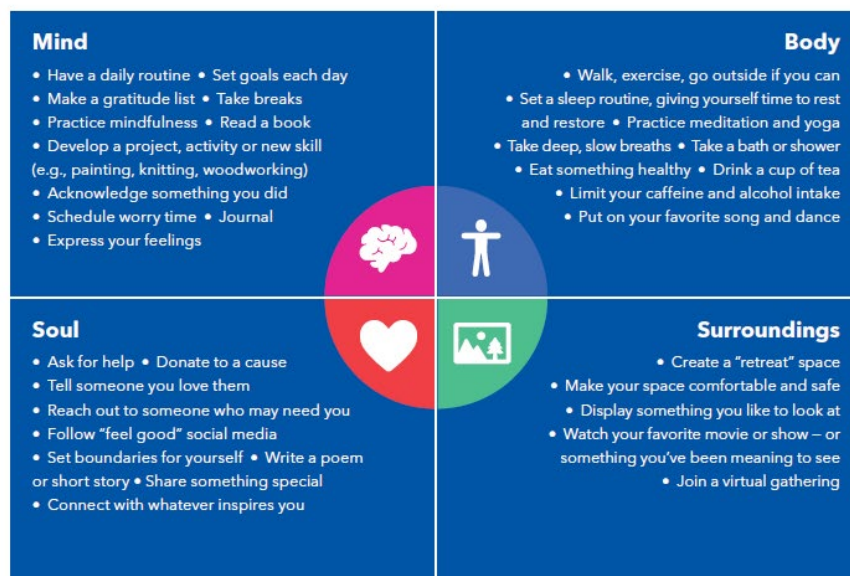 Mind
• Have a daily routine • Set goals each day
• Make a gratitude list • Take breaks
• Practice mindfulness • Read a book
• Develop a project, activity or new skill
(e.g., painting, knitting, woodworking)
• Acknowledge something you did
• Schedule worry time • Journal
• Express your feelings
Body
• Walk, exercise, go outside if you can
• Set a sleep routine, giving yourself time to rest
and restore • Practice meditation and yoga
• Take deep, slow breaths • Take a bath or shower
• Eat something healthy • Drink a cup of tea
• Limit your caffeine and alcohol intake
• Put on your favorite song and dance
Soul
• Ask for help • Donate to a cause
• Tell someone you love them
• Reach out to someone who may need you
• Follow “feel good” social media
• Set boundaries for yourself • Write a poem
or short story • Share something special
• Connect with whatever inspires you
Surroundings
• Create a “retreat” space
• Make your space comfortable and safe
• Display something you like to look at
• Watch your favorite movie or show – or
something you’ve been meaning to see
• Join a virtual gathering